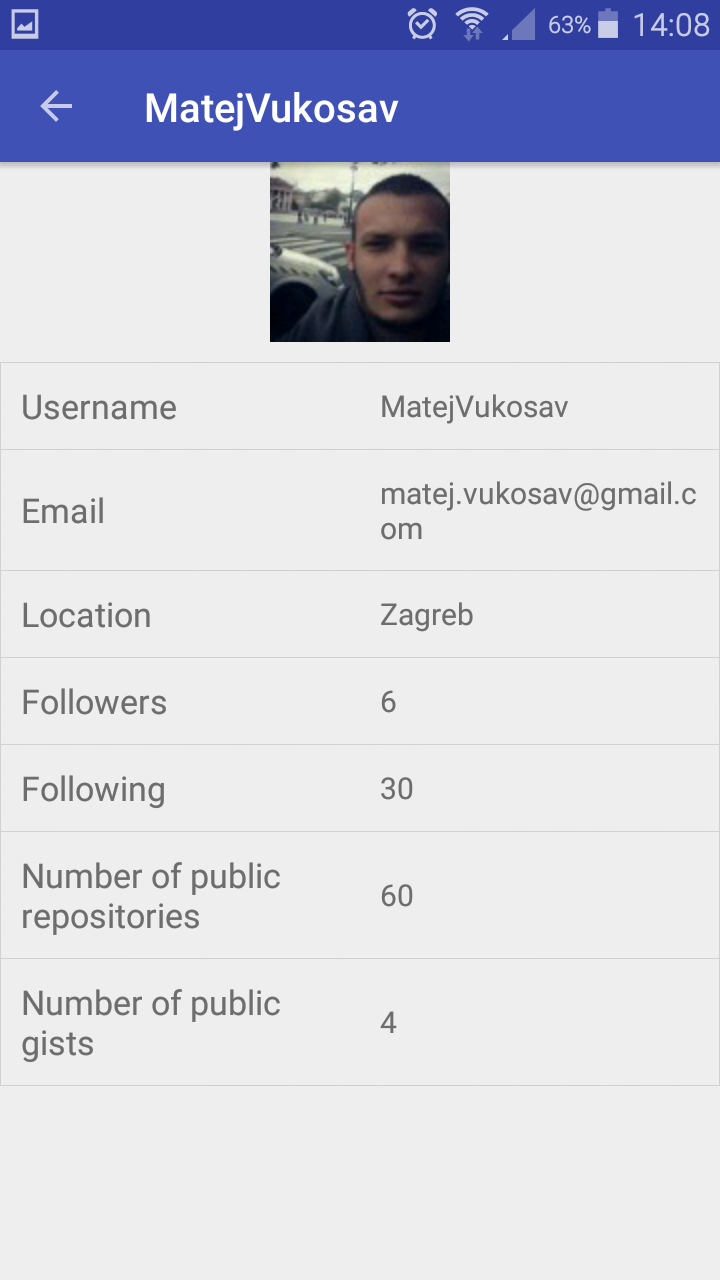 63% 14:08
MatejVukosav
Username MatejVukosav
Email matej.vukosav@gmail.c
om
Location Zagreb
Followers 6
Following 30
Number of public
repositories 60
Number of public
gists 4